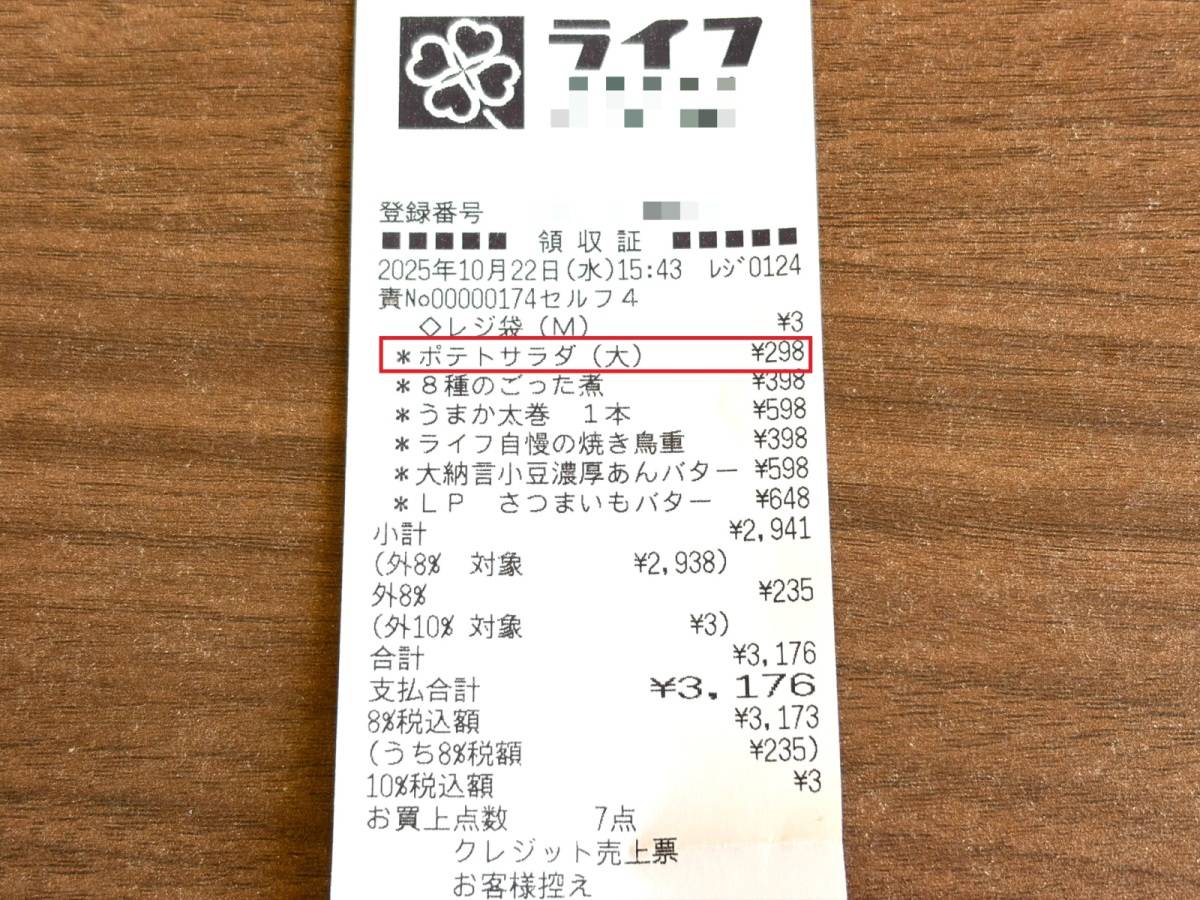 ライフ
登録番号
■■■■■ 領収証 ■■■■■
2025年10月22日(水)15:43 ﾚｼﾞ0124
責No00000174セルフ4
◇レジ袋(M) ¥3
*ポテトサラダ(大) ¥298
*8種のごった煮 ¥398
*うまか太巻 1本 ¥598
*ライフ自慢の焼き鳥重 ¥398
*大納言小豆濃厚あんバター ¥598
*LP さつまいもバター ¥648
小計 ¥2,941
(外8% 対象 ¥2,938)
外8% ¥235
(外10% 対象 ¥3)
合計 ¥3,176
支払合計 ¥3,176
8%税込額 ¥3,173
(うち8%税額 ¥235)
10%税込額 ¥3
お買上点数 7点
クレジット売上票
お客様控え